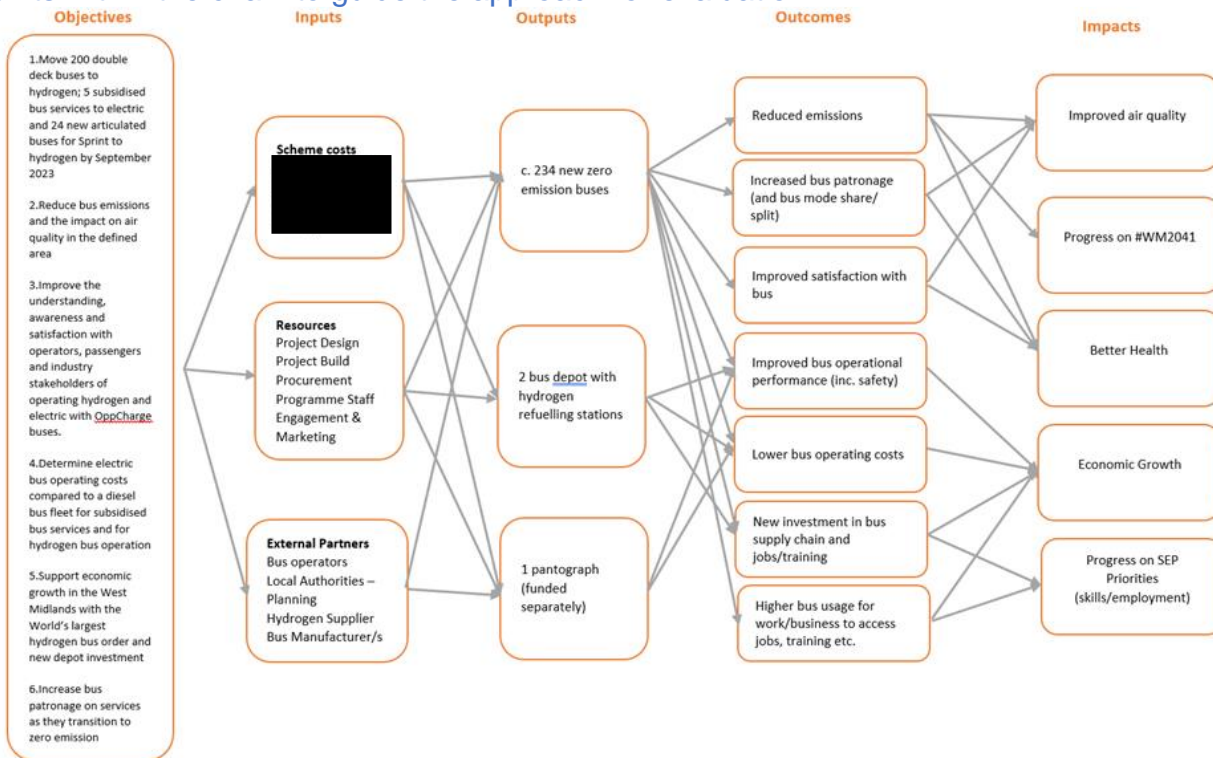 Objectives
Inputs
Outputs
Outcomes
Impacts
1.Move 200 double
deck buses to
hydrogen; 5 subsidised
bus services to electric
and 24 new articulated
buses for Sprint to
hydrogen by September
2023
2.Reduce bus emissions
and the impact on air
quality in the defined
area
3.Improve the
understanding,
awareness and
satisfaction with
operators, passengers
and industry
stakeholders of
operating hydrogen and
electric with OppCharge
buses.
4.Determine electric
bus operating costs
compared to a diesel
bus fleet for subsidised
bus services and for
hydrogen bus operation
5.Support economic
growth in the West
Midlands with the
World's largest
hydrogen bus order and
new depot investment
6.Increase bus
patronage on services
as they transition to
zero emission
Scheme costs
Resources
Project Design
Project Build
Procurement
Programme Staff
Engagement &
Marketing
External Partners
Bus operators
Local Authorities –
Planning
Hydrogen Supplier
Bus Manufacturer/s
c. 234 new zero
emission buses
2 bus depot with
hydrogen
refuelling stations
1 pantograph
(funded
separately)
Reduced emissions
Increased bus patronage
(and bus mode share/
split)
Improved satisfaction with
bus
Improved bus operational
performance (inc. safety)
Lower bus operating costs
New investment in bus
supply chain and
jobs/training
Higher bus usage for
work/business to access
jobs, training etc.
Improved air quality
Progress on #WM2041
Better Health
Economic Growth
Progress on SEP
Priorities
(skills/employment)